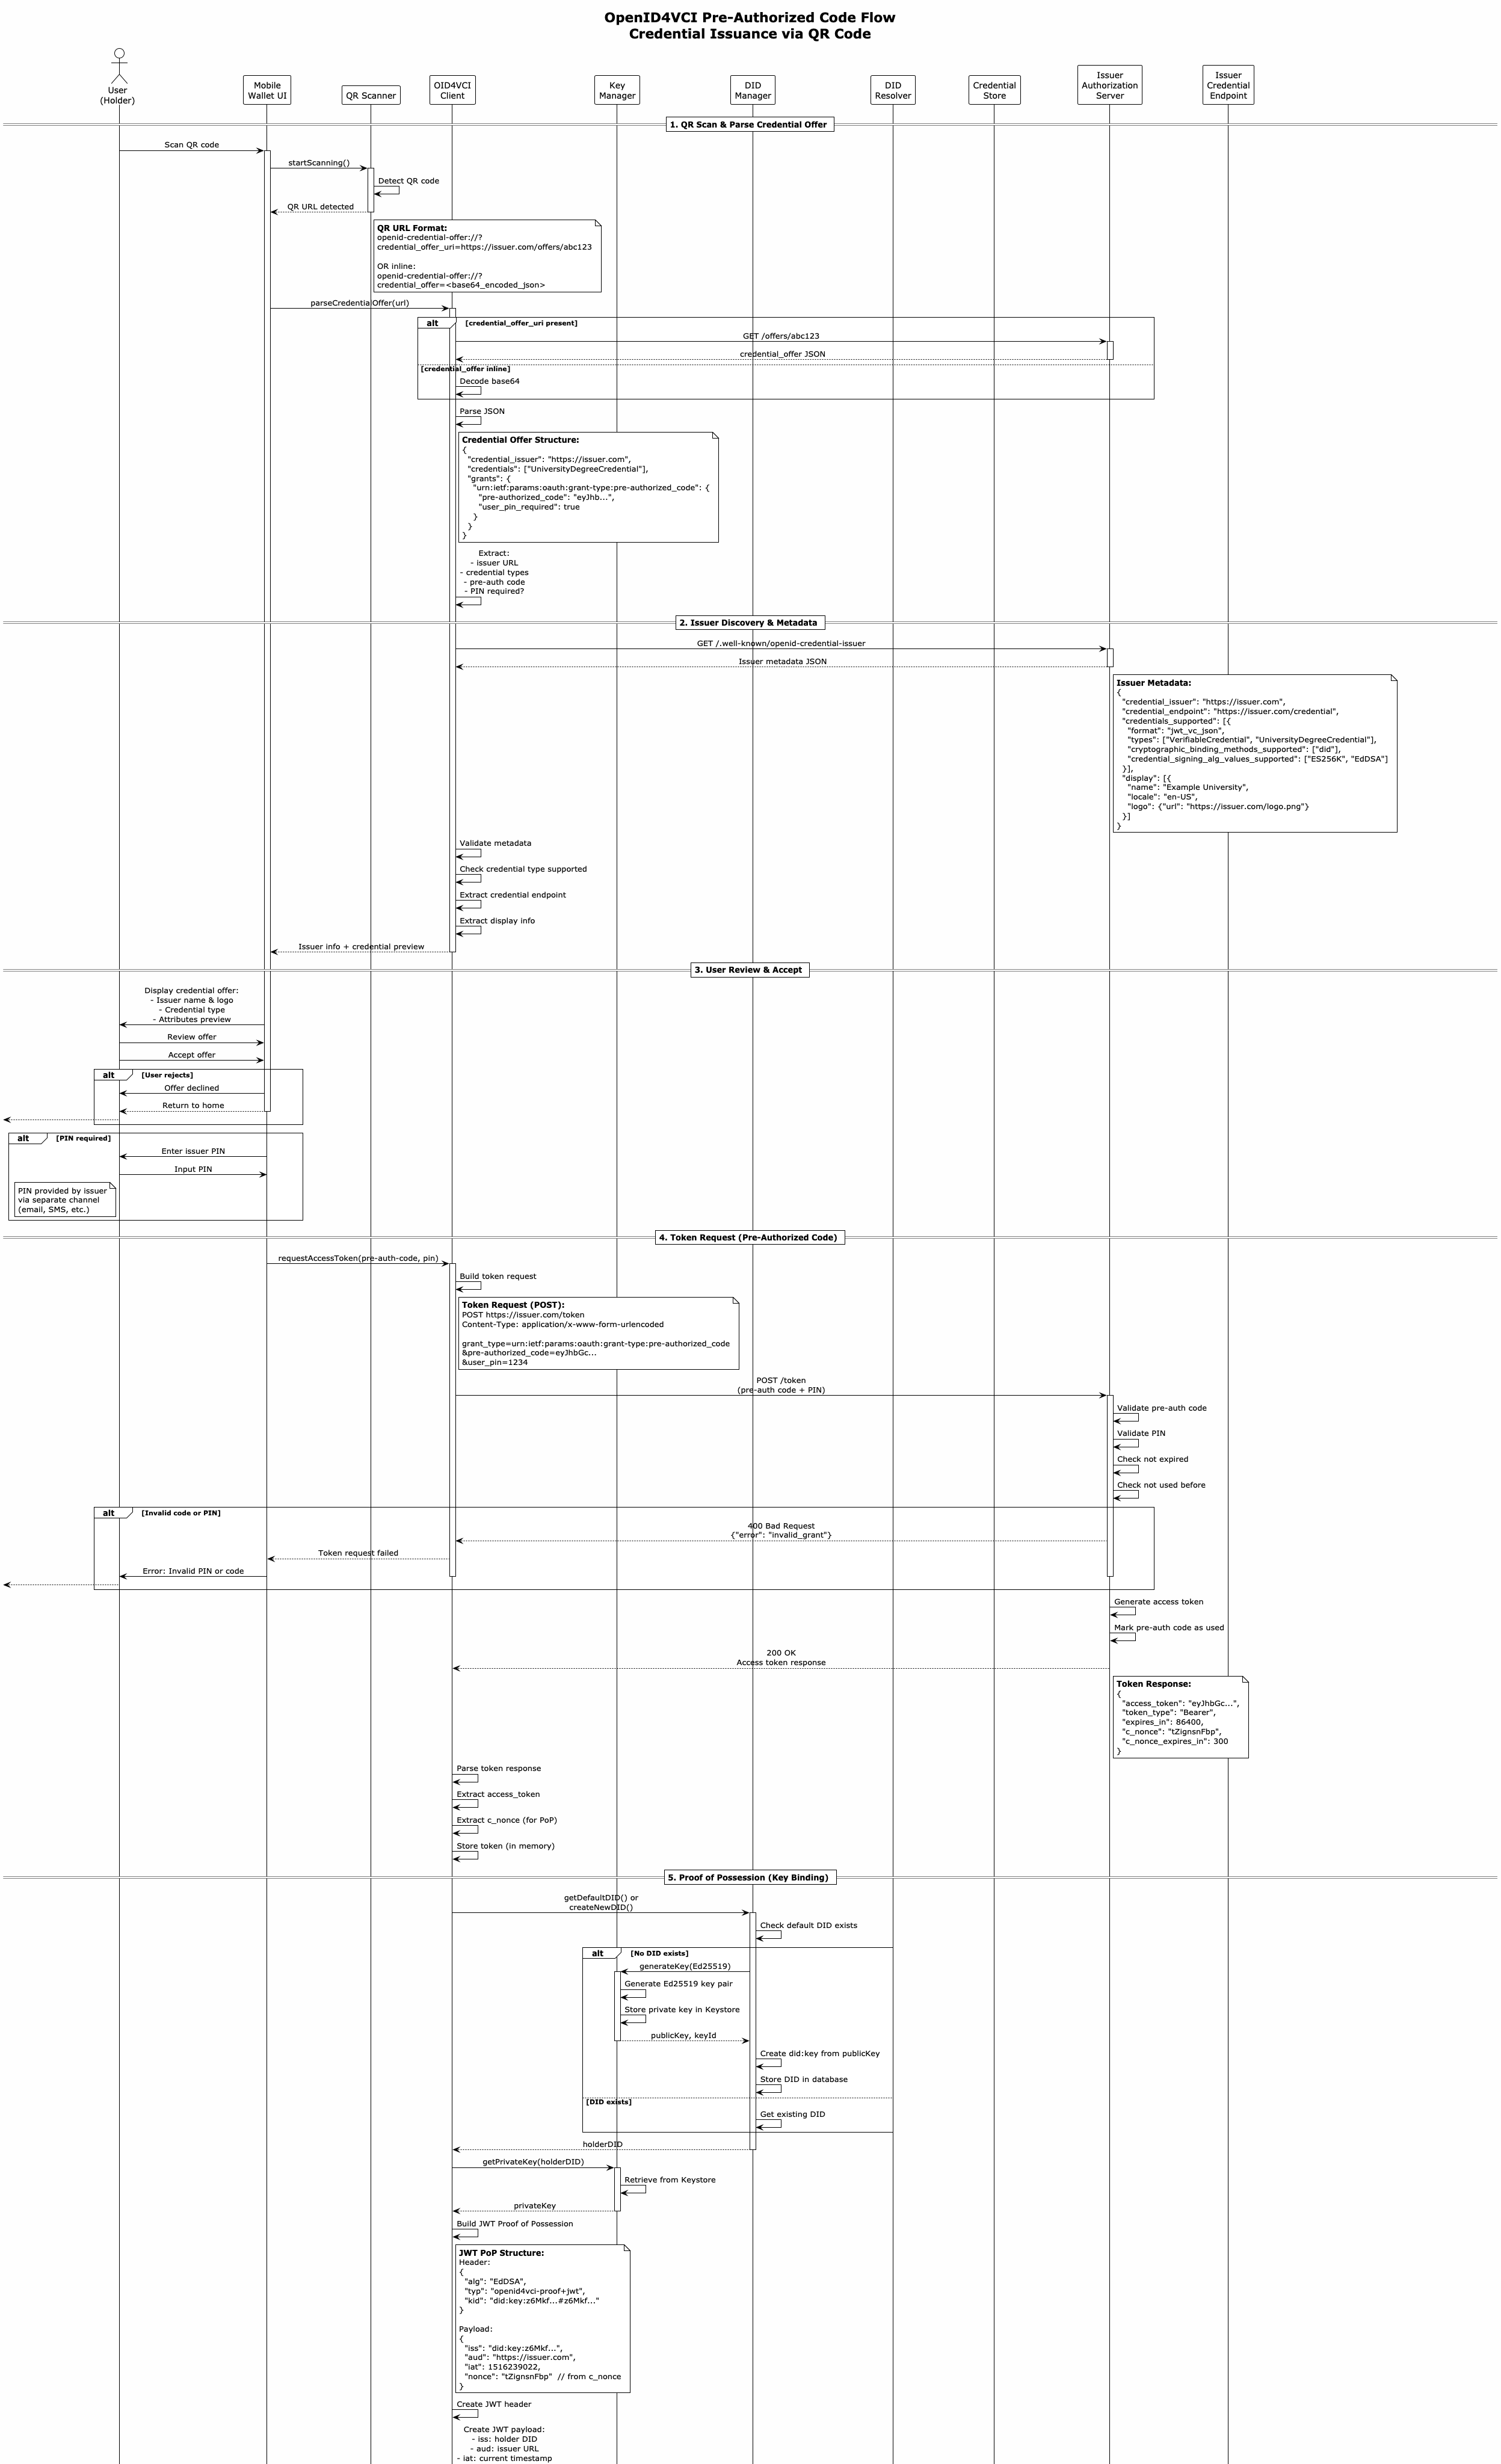 OpenID4VCI Pre-Authorized Code Flow
Credential Issuance via QR Code
User
(Holder)
Mobile
Wallet UI
QR Scanner
OID4VCI
Client
Key
Manager
DID
Manager
DID
Resolver
Credential
Store
Issuer
Authorization
Server
Issuer
Credential
Endpoint
1. QR Scan & Parse Credential Offer
Scan QR code
startScanning()
Detect QR code
QR URL detected
QR URL Format:
openid-credential-offer://?
credential_offer_uri=https://issuer.com/offers/abc123
OR inline:
openid-credential-offer://?
credential_offer=<base64_encoded_json>
parseCredentialOffer(url)
alt [credential_offer_uri present]
GET /offers/abc123
credential_offer JSON
[credential_offer inline]
Decode base64
Parse JSON
Credential Offer Structure:
{
"credential_issuer": "https://issuer.com",
"credentials": ["UniversityDegreeCredential"],
"grants": {
"urn:ietf:params:oauth:grant-type:pre-authorized_code": {
"pre-authorized_code": "eyJhb...",
"user_pin_required": true
}
}
}
Extract:
- issuer URL
- credential types
- pre-auth code
- PIN required?
2. Issuer Discovery & Metadata
GET /.well-known/openid-credential-issuer
Issuer metadata JSON
Issuer Metadata:
{
"credential_issuer": "https://issuer.com",
"credential_endpoint": "https://issuer.com/credential",
"credentials_supported": [{
"format": "jwt_vc_json",
"types": ["VerifiableCredential", "UniversityDegreeCredential"],
"cryptographic_binding_methods_supported": ["did"],
"credential_signing_alg_values_supported": ["ES256K", "EdDSA"]
}],
"display": [{
"name": "Example University",
"locale": "en-US",
"logo": {"url": "https://issuer.com/logo.png"}
}]
}
Validate metadata
Check credential type supported
Extract credential endpoint
Extract display info
Issuer info + credential preview
3. User Review & Accept
Display credential offer:
- Issuer name & logo
- Credential type
- Attributes preview
Review offer
Accept offer
alt [User rejects]
Offer declined
Return to home
alt [PIN required]
Enter issuer PIN
Input PIN
PIN provided by issuer
via separate channel
(email, SMS, etc.)
4. Token Request (Pre-Authorized Code)
requestAccessToken(pre-auth-code, pin)
Build token request
Token Request (POST):
POST https://issuer.com/token
Content-Type: application/x-www-form-urlencoded
grant_type=urn:ietf:params:oauth:grant-type:pre-authorized_code
&pre-authorized_code=eyJhbGc...
&user_pin=1234
POST /token
(pre-auth code + PIN)
Validate pre-auth code
Validate PIN
Check not expired
Check not used before
alt [Invalid code or PIN]
400 Bad Request
{"error": "invalid_grant"}
Token request failed
Error: Invalid PIN or code
Generate access token
Mark pre-auth code as used
200 OK
Access token response
Token Response:
{
"access_token": "eyJhbGc...",
"token_type": "Bearer",
"expires_in": 86400,
"c_nonce": "tZignsnFbp",
"c_nonce_expires_in": 300
}
Parse token response
Extract access_token
Extract c_nonce (for PoP)
Store token (in memory)
5. Proof of Possession (Key Binding)
getDefaultDID() or
createNewDID()
Check default DID exists
alt [No DID exists]
generateKey(Ed25519)
Generate Ed25519 key pair
Store private key in Keystore
publicKey, keyId
Create did:key from publicKey
Store DID in database
[DID exists]
Get existing DID
holderDID
getPrivateKey(holderDID)
Retrieve from Keystore
privateKey
Build JWT Proof of Possession
JWT PoP Structure:
Header:
{
"alg": "EdDSA",
"typ": "openid4vci-proof+jwt",
"kid": "did:key:z6Mkf...#z6Mkf..."
}
Payload:
{
"iss": "did:key:z6Mkf...",
"aud": "https://issuer.com",
"iat": 1516239022,
"nonce": "tZignsnFbp" // from c_nonce
}
Create JWT header
Create JWT payload:
- iss: holder DID
- aud: issuer URL
- iat: current timestamp